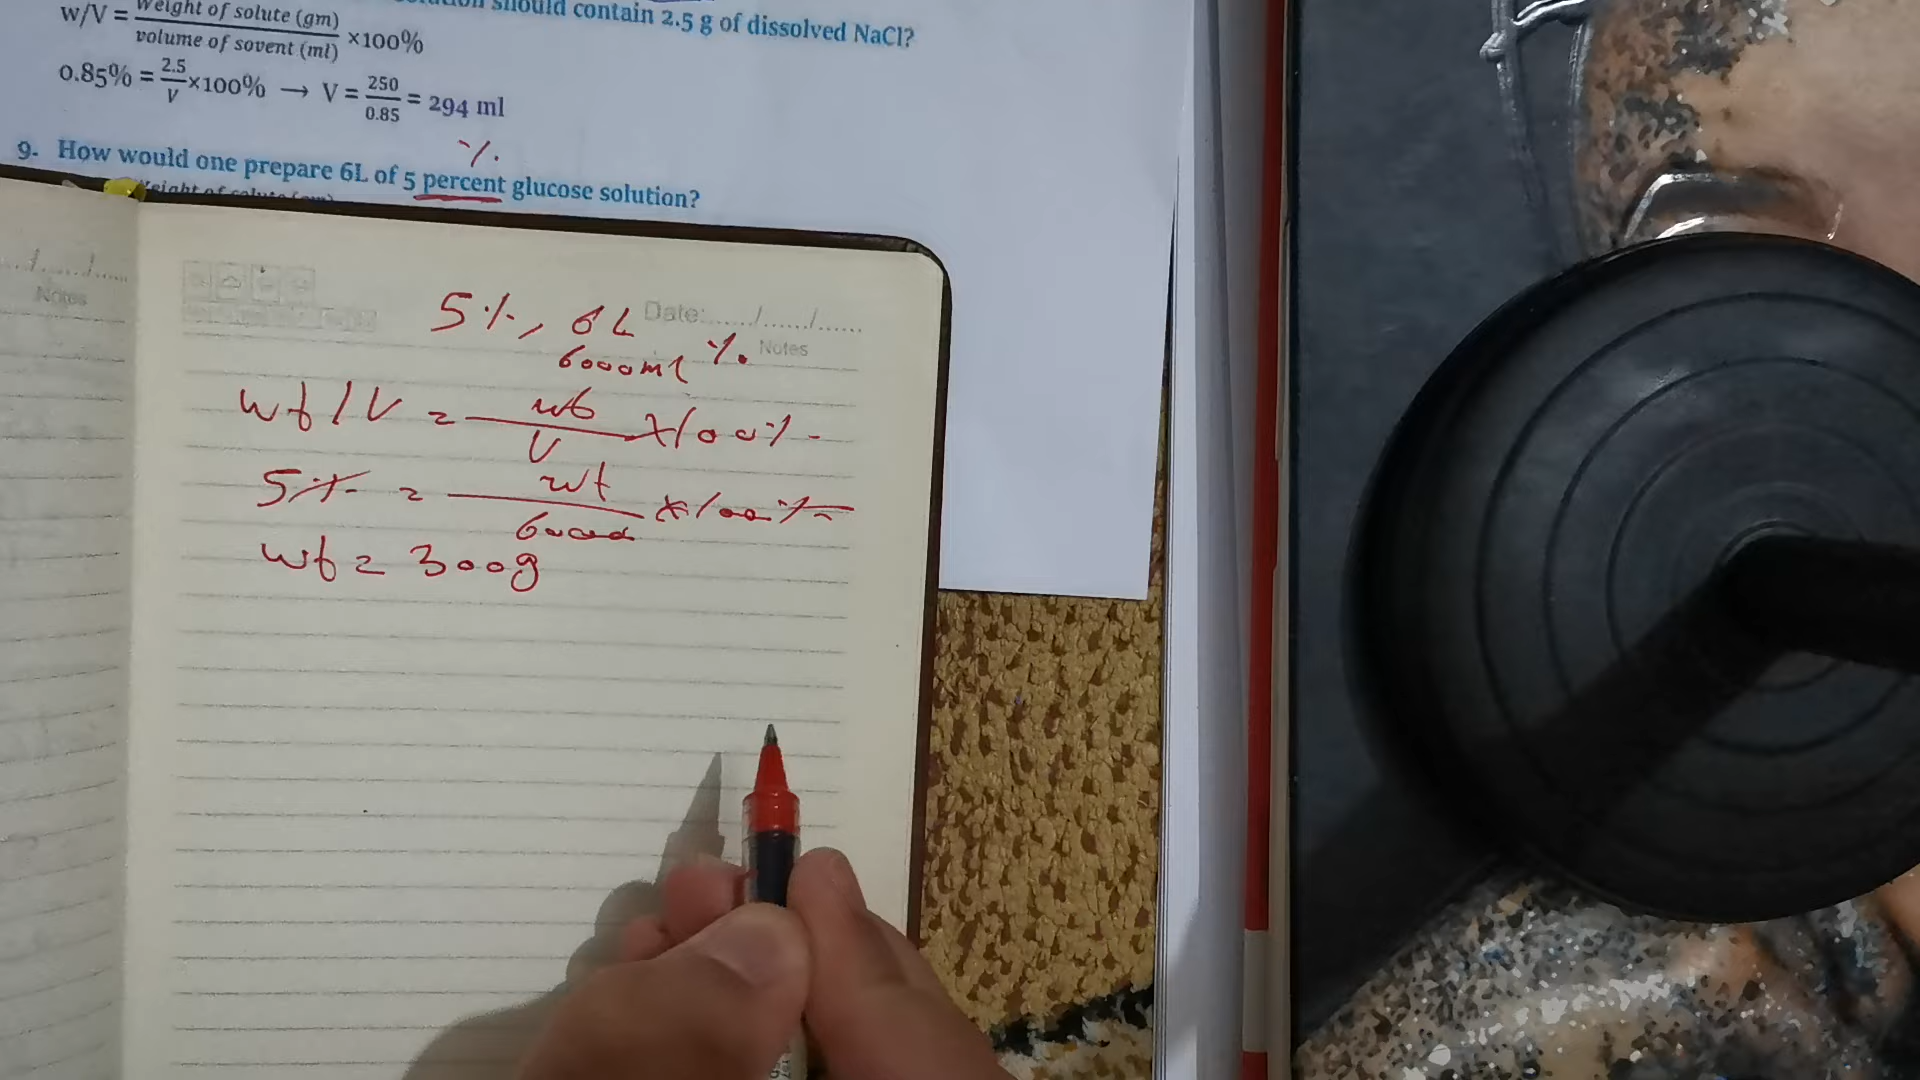 should contain 2.5 g of dissolved NaCl?
w/V = Weight of solute (gm) / volume of sovent (ml) ×100%
0.85% = 2.5/V ×100% → V = 250/0.85 = 294 ml
%.
9. How would one prepare 6L of 5 percent glucose solution?
Notes
Date:....../....../......
Notes
5%, 6L
6000ml %.
wt/V = wt/V ×100%
5% = wt/6000 ×100%
wt = 300g